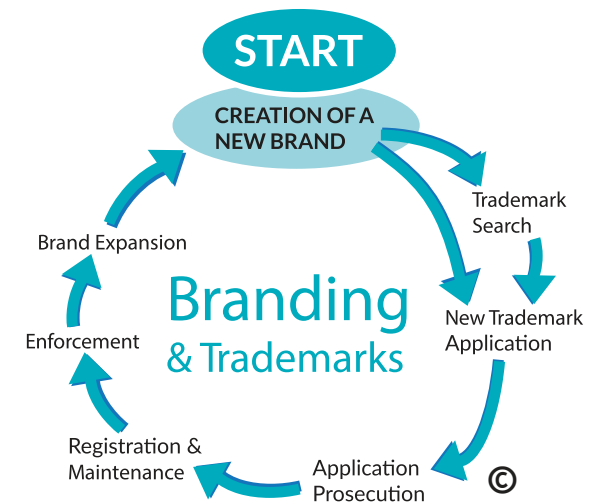 START
CREATION OF A
NEW BRAND
Trademark
Search
New Trademark
Application
Application
Prosecution
Registration &
Maintenance
Enforcement
Brand Expansion
Branding
& Trademarks
©